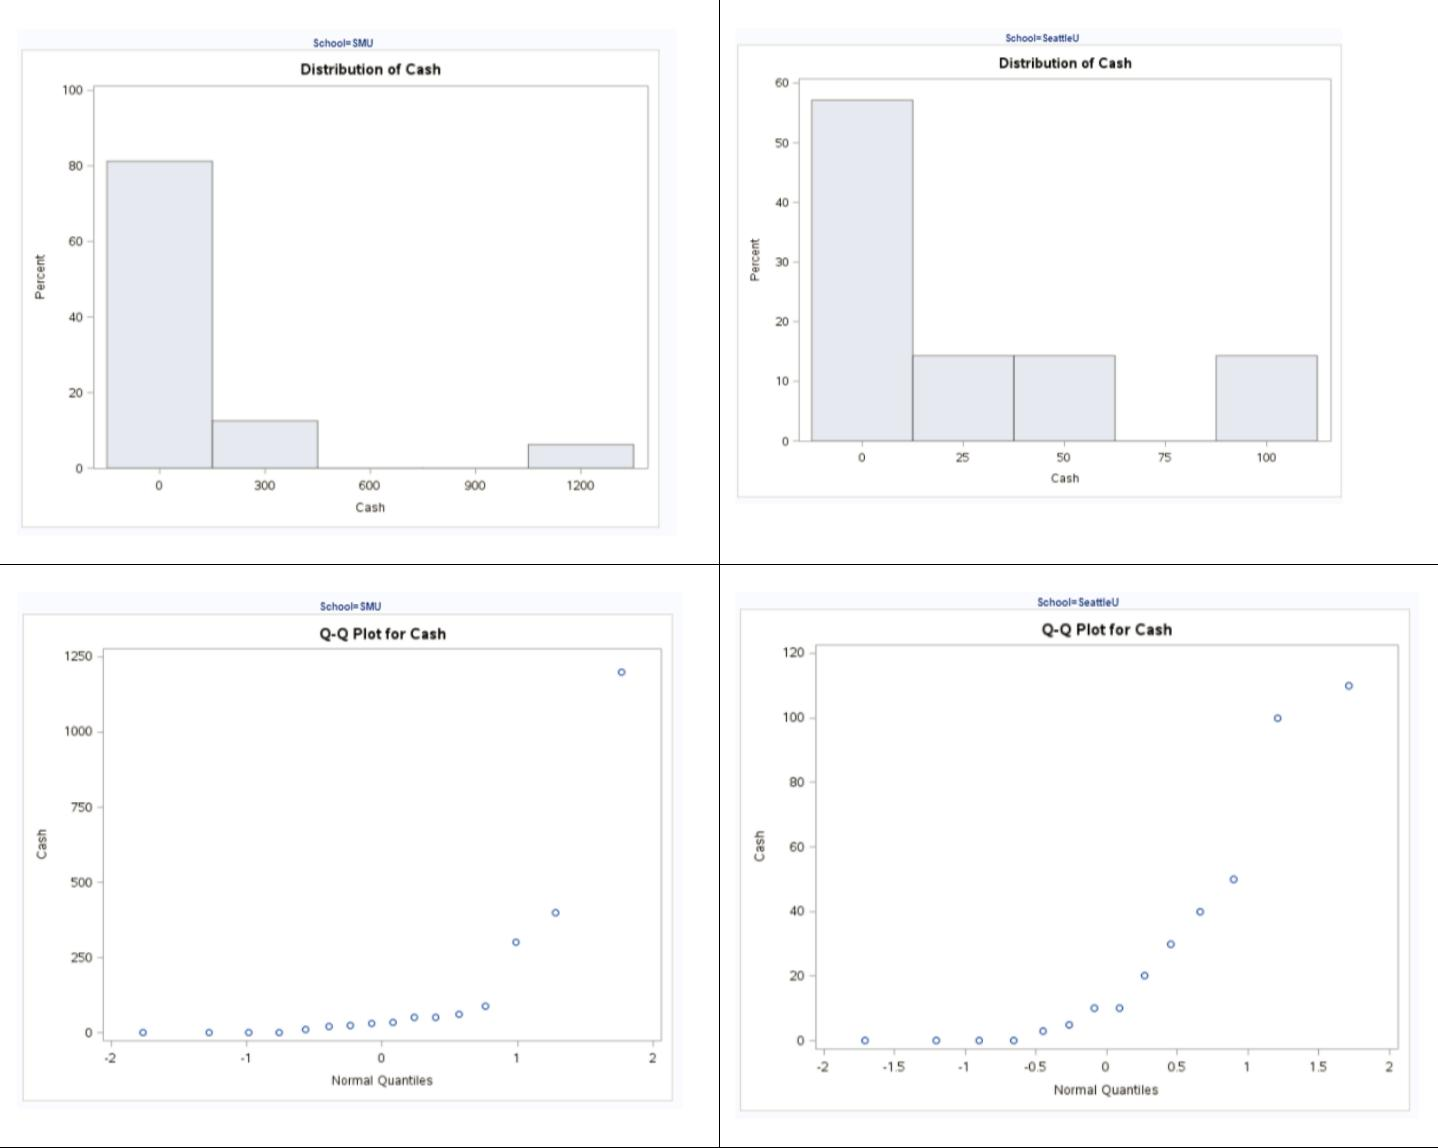 School=SMU
Distribution of Cash
100
80
60
40
20
0
Percent
0 300 600 900 1200
Cash
School=SeattleU
Distribution of Cash
60
50
40
30
20
10
0
Percent
0 25 50 75 100
Cash
School=SMU
Q-Q Plot for Cash
1250
1000
750
500
250
0
Cash
-2 -1 0 1 2
Normal Quantiles
School=SeattleU
Q-Q Plot for Cash
120
100
80
60
40
20
0
Cash
-2 -1.5 -1 -0.5 0 0.5 1 1.5 2
Normal Quantiles